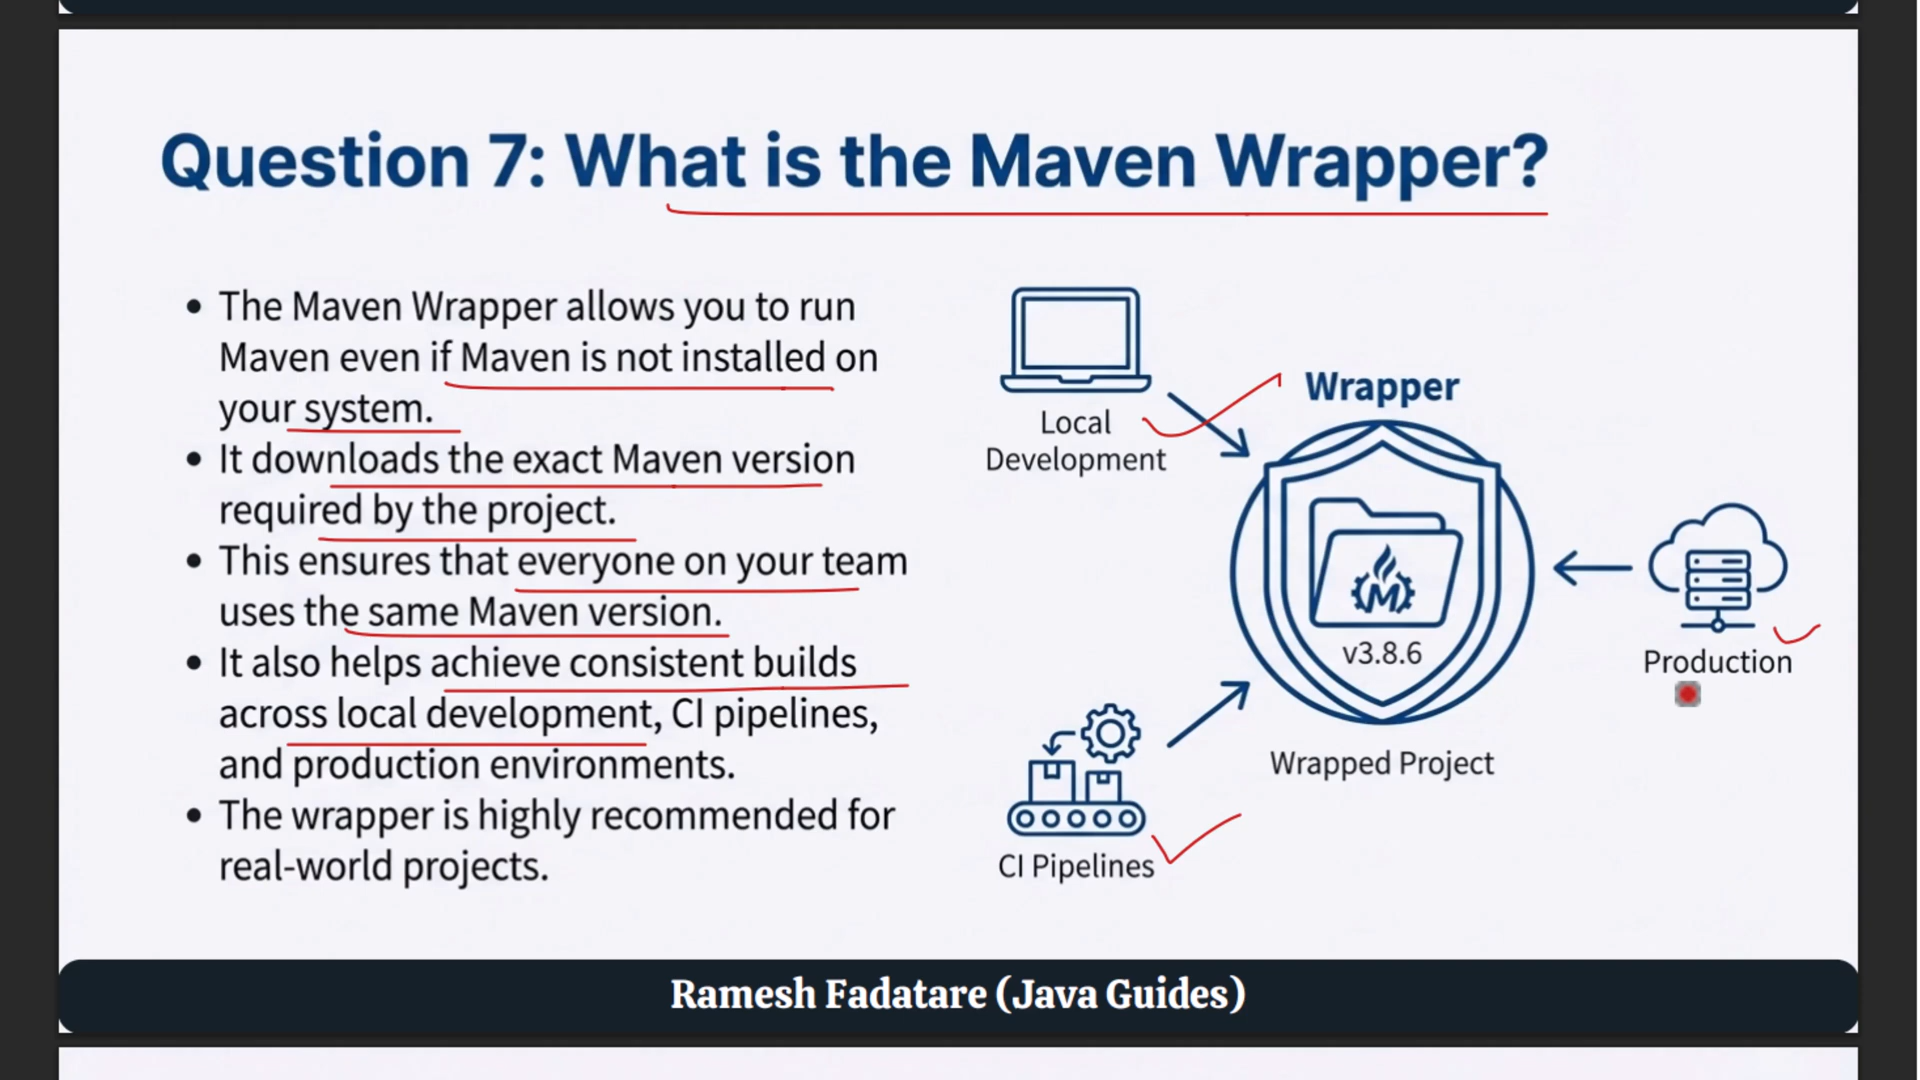 Question 7: What is the Maven Wrapper?
• The Maven Wrapper allows you to run
Maven even if Maven is not installed on
your system.
• It downloads the exact Maven version
required by the project.
• This ensures that everyone on your team
uses the same Maven version.
• It also helps achieve consistent builds
across local development, CI pipelines,
and production environments.
• The wrapper is highly recommended for
real-world projects.
Local
Development
Wrapper
M
v3.8.6
Wrapped Project
Production
CI Pipelines
Ramesh Fadatare (Java Guides)